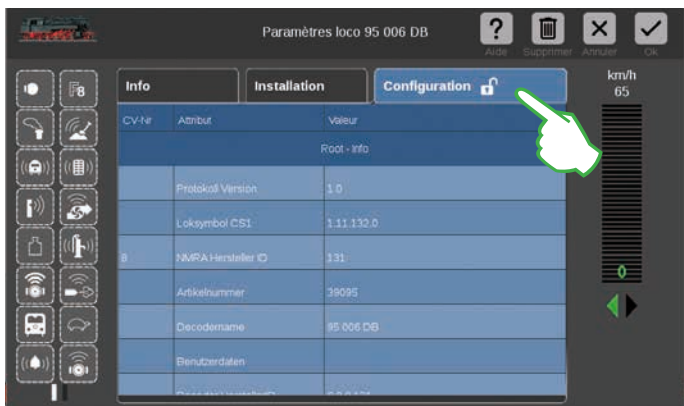 Paramètres loco 95 006 DB
Aide Supprimer Annuler Ok
Info Installation Configuration
km/h
65
F8
CV-Nr Attribut Valeur
Root - Info
Protokoll Version 1.0
Loksymbol CS1 1.11.132.0
8 NMRA Hersteller ID 131
Artikelnummer 39095
Decodername 95 006 DB
Benutzerdaten
0